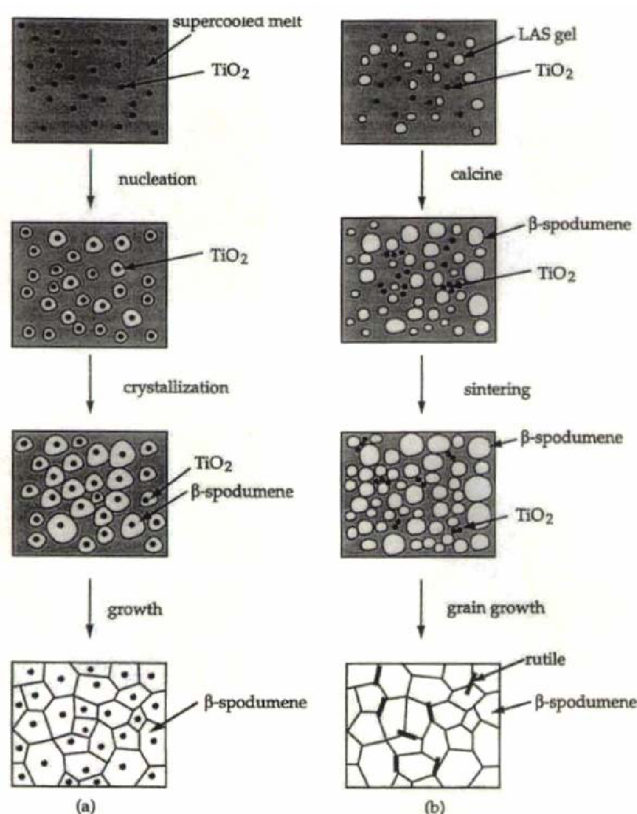 supercooled melt
TiO2
nucleation
TiO2
crystallization
TiO2
β-spodumene
growth
β-spodumene
(a)
LAS gel
TiO2
calcine
β-spodumene
TiO2
sintering
β-spodumene
TiO2
grain growth
rutile
β-spodumene
(b)